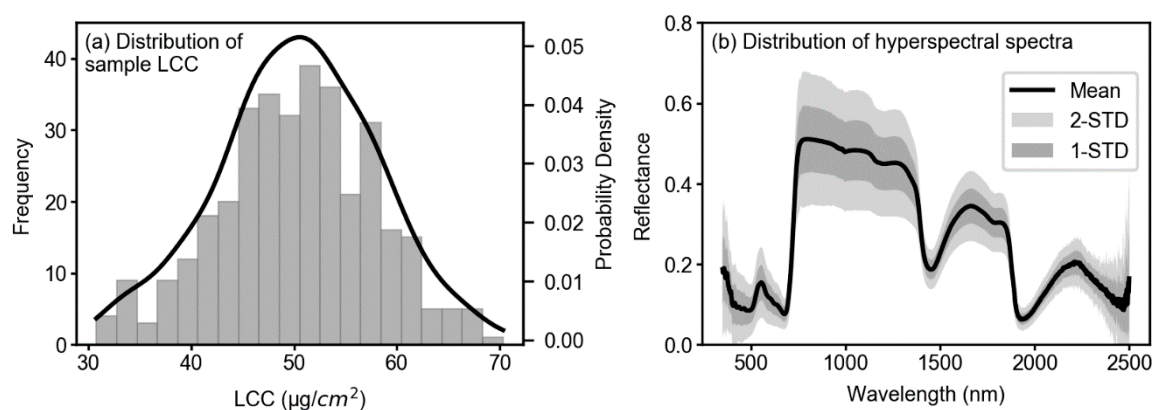 (a) Distribution of
sample LCC
40
30
20
10
0
Frequency
0.05
0.04
0.03
0.02
0.01
0.00
Probability Density
30 40 50 60 70
LCC (μg/cm²)
(b) Distribution of hyperspectral spectra
Mean
2-STD
1-STD
0.8
0.6
0.4
0.2
0.0
Reflectance
500 1000 1500 2000 2500
Wavelength (nm)